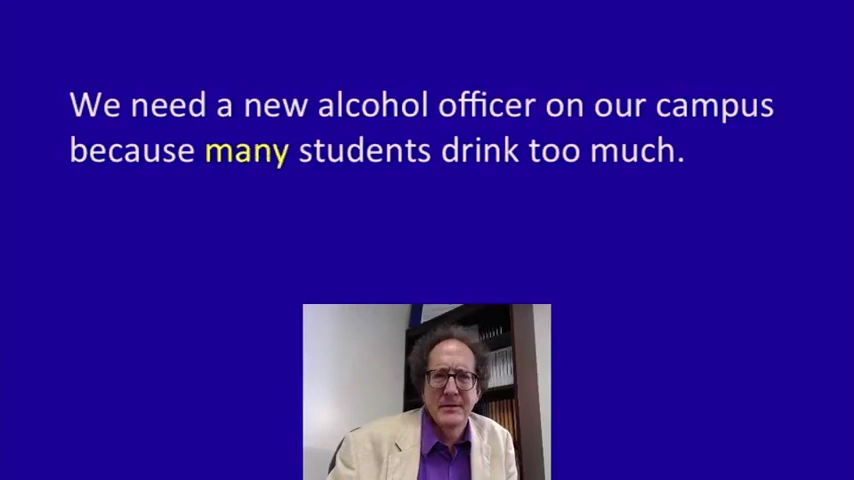 We need a new alcohol officer on our campus
because many students drink too much.